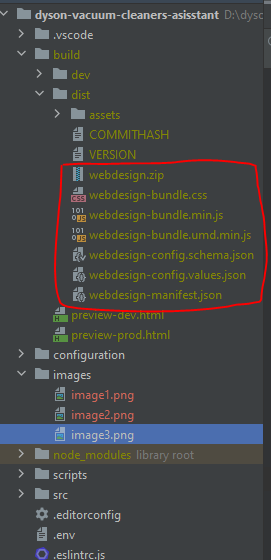 dyson-vacuum-cleaners-asisstant D:\dyso
.vscode
build
dev
dist
assets
COMMITHASH
VERSION
webdesign.zip
webdesign-bundle.css
webdesign-bundle.min.js
webdesign-bundle.umd.min.js
webdesign-config.schema.json
webdesign-config.values.json
webdesign-manifest.json
preview-dev.html
preview-prod.html
configuration
images
image1.png
image2.png
image3.png
node_modules library root
scripts
src
.editorconfig
.env
.eslintrc.js